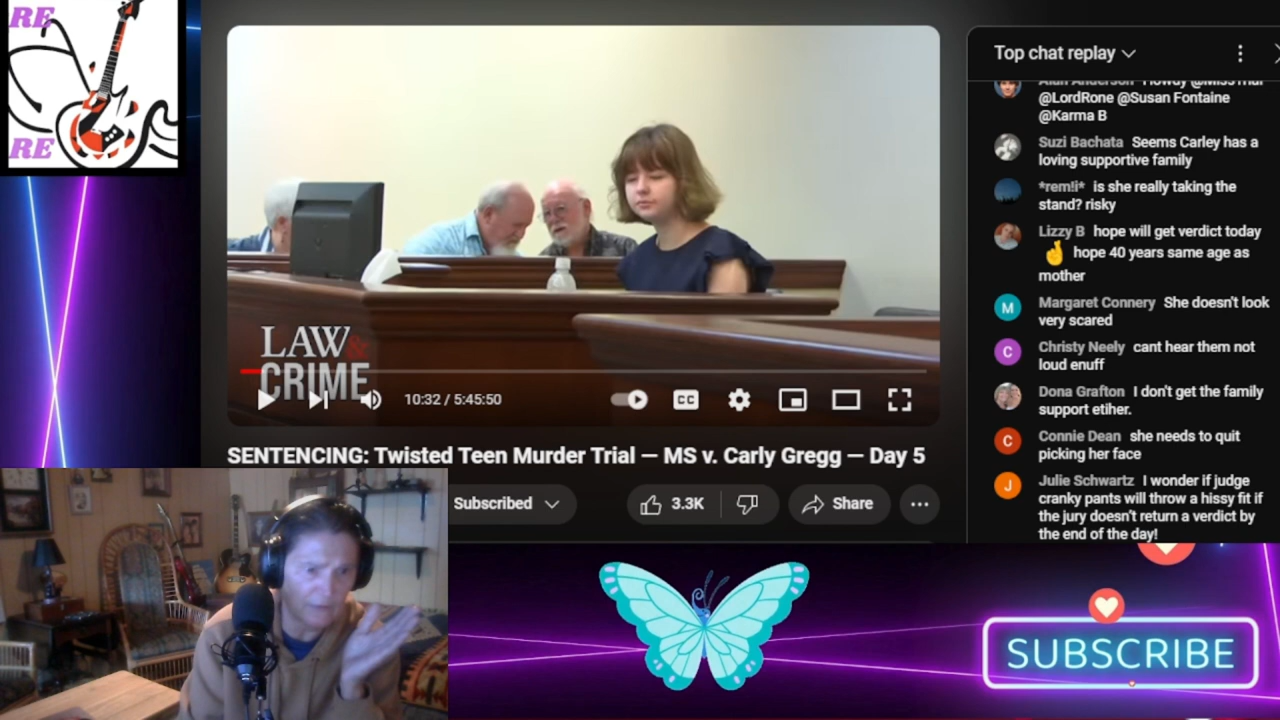 RE
RE
LAW&
CRIME
10:32 / 5:45:50
CC
SENTENCING: Twisted Teen Murder Trial — MS v. Carly Gregg — Day 5
Subscribed
3.3K
Share
Top chat replay
Alan Anderson Howdy @MissTrial
@LordRone @Susan Fontaine
@Karma B
Suzi Bachata Seems Carley has a
loving supportive family
*rem!i* is she really taking the
stand? risky
Lizzy B hope will get verdict today
hope 40 years same age as
mother
M
Margaret Connery She doesn't look
very scared
C
Christy Neely cant hear them not
loud enuff
Dona Grafton I don't get the family
support etiher.
C
Connie Dean she needs to quit
picking her face
J
Julie Schwartz I wonder if judge
cranky pants will throw a hissy fit if
the jury doesn't return a verdict by
the end of the day!
SUBSCRIBE